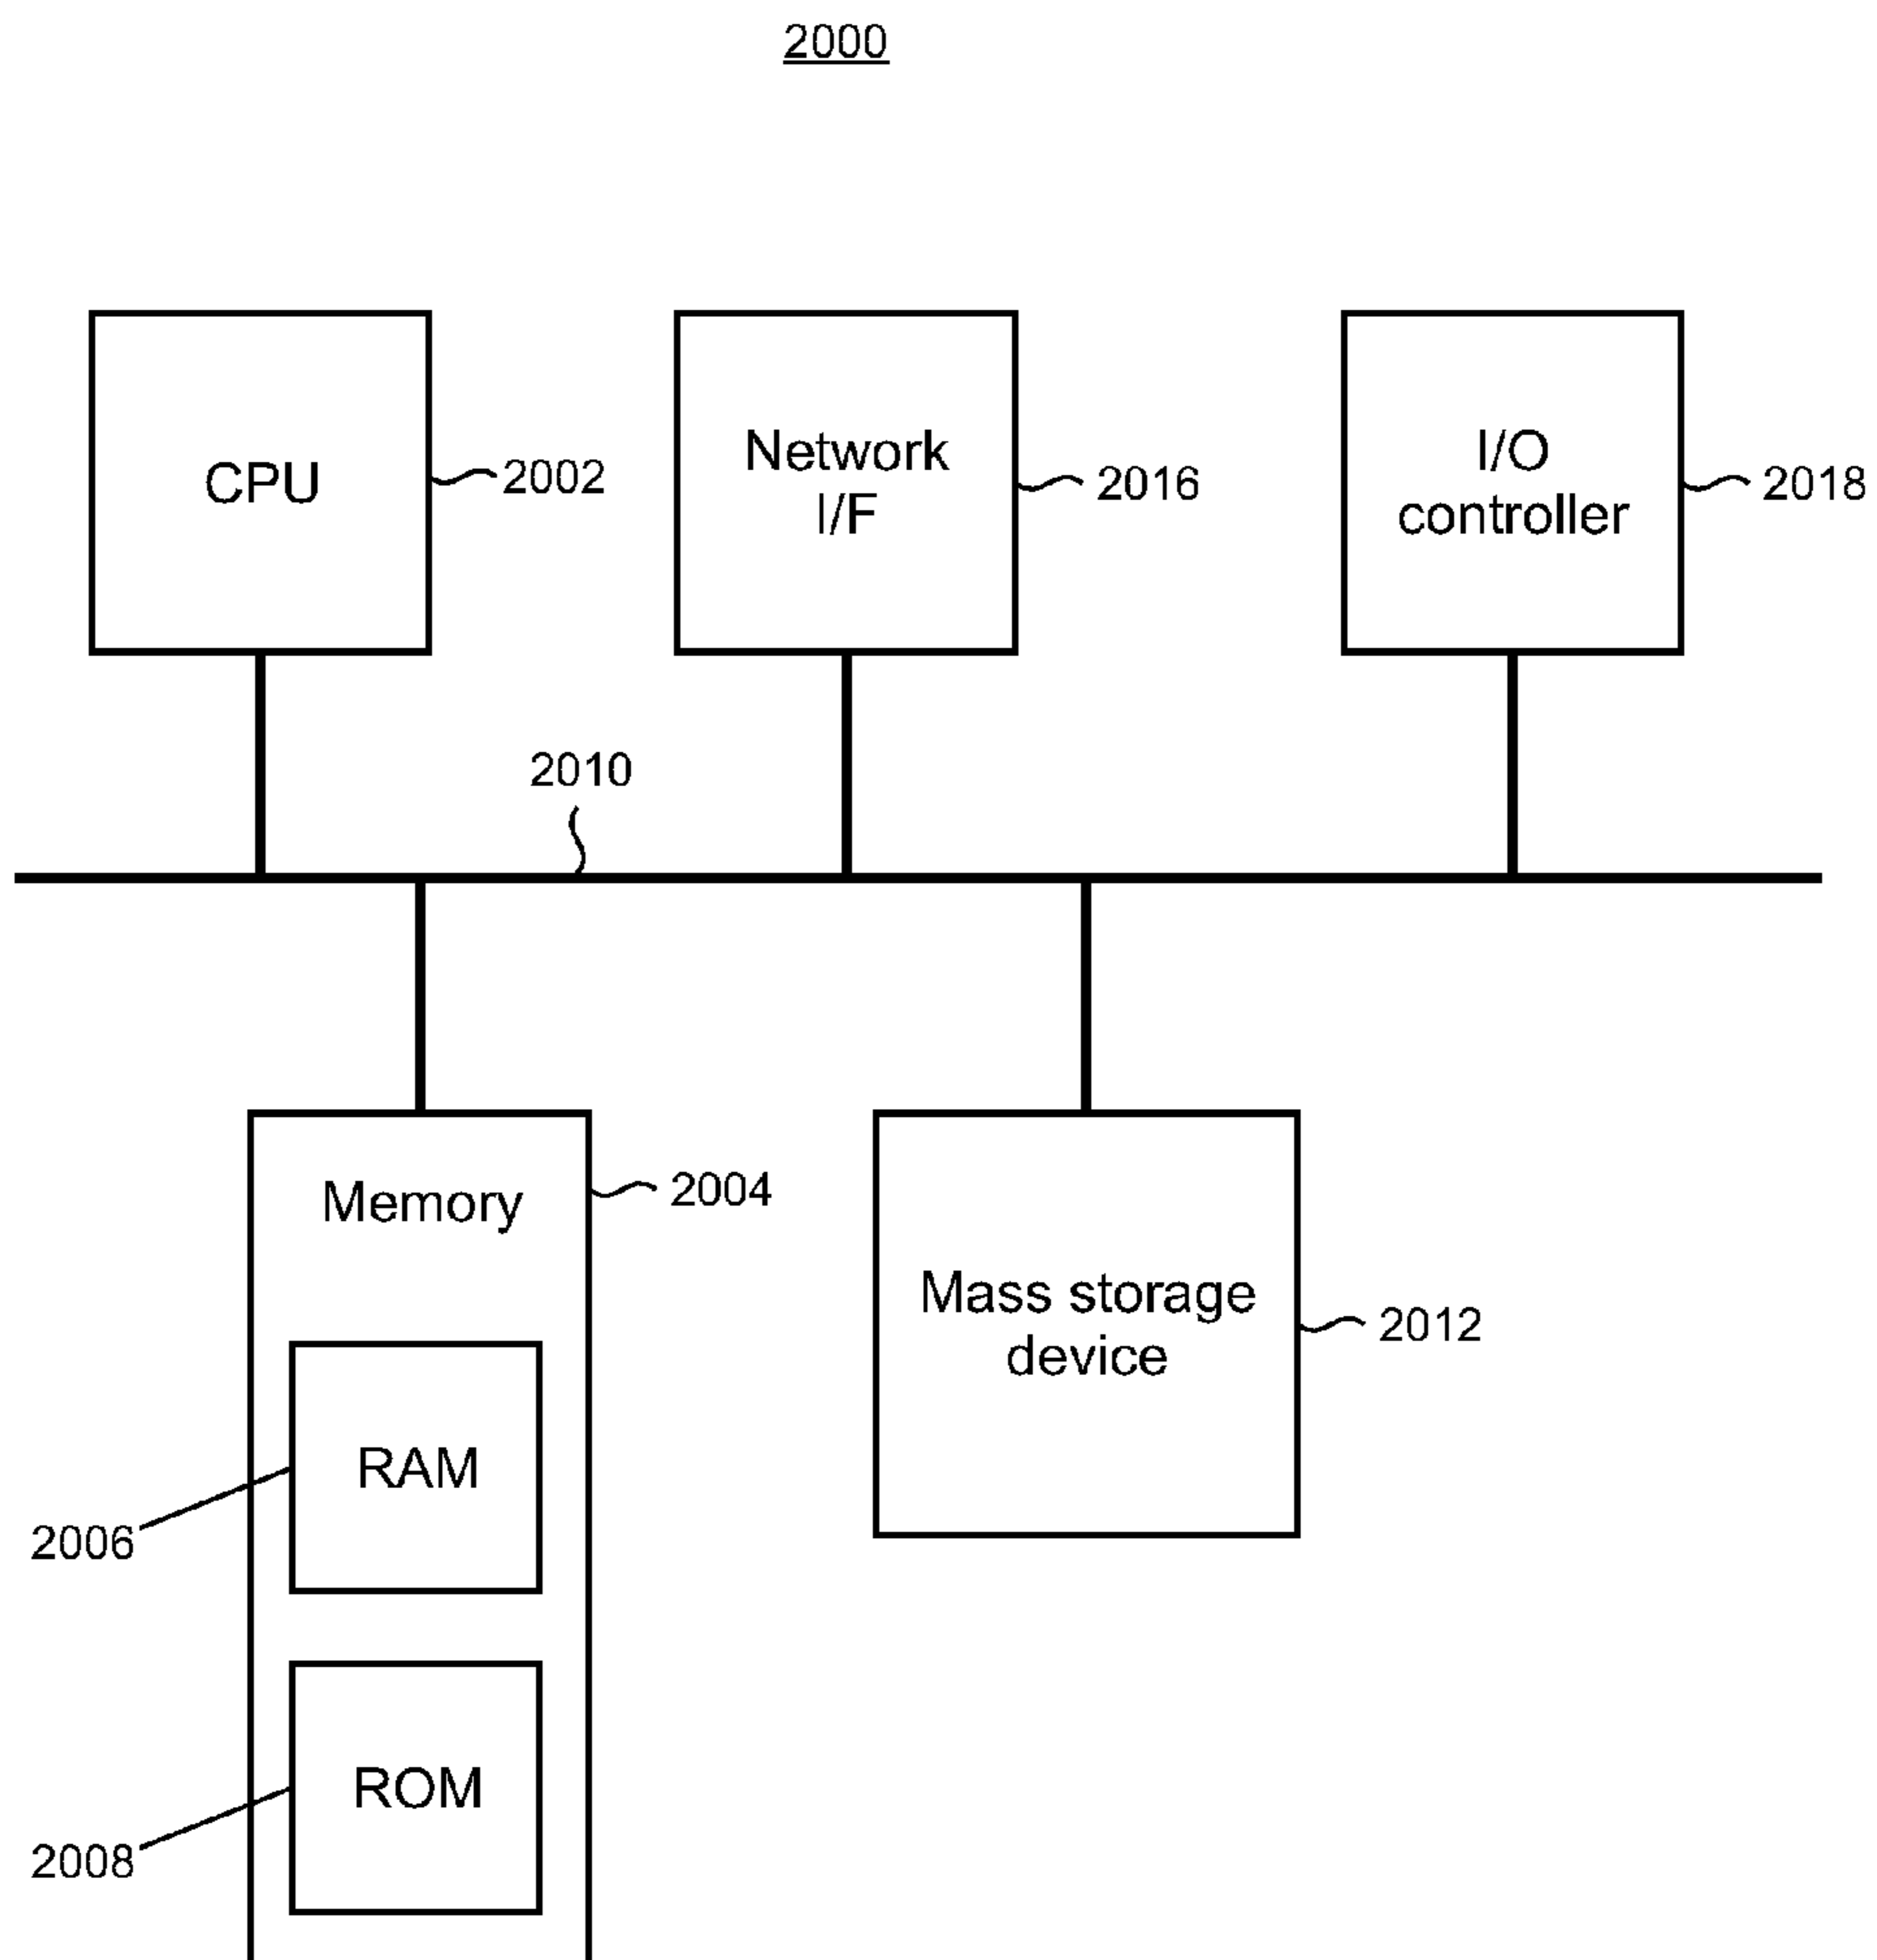 2000
CPU
2002
Network
I/F
2016
I/O
controller
2018
2010
Memory
2004
Mass storage
device
2012
RAM
2006
ROM
2008